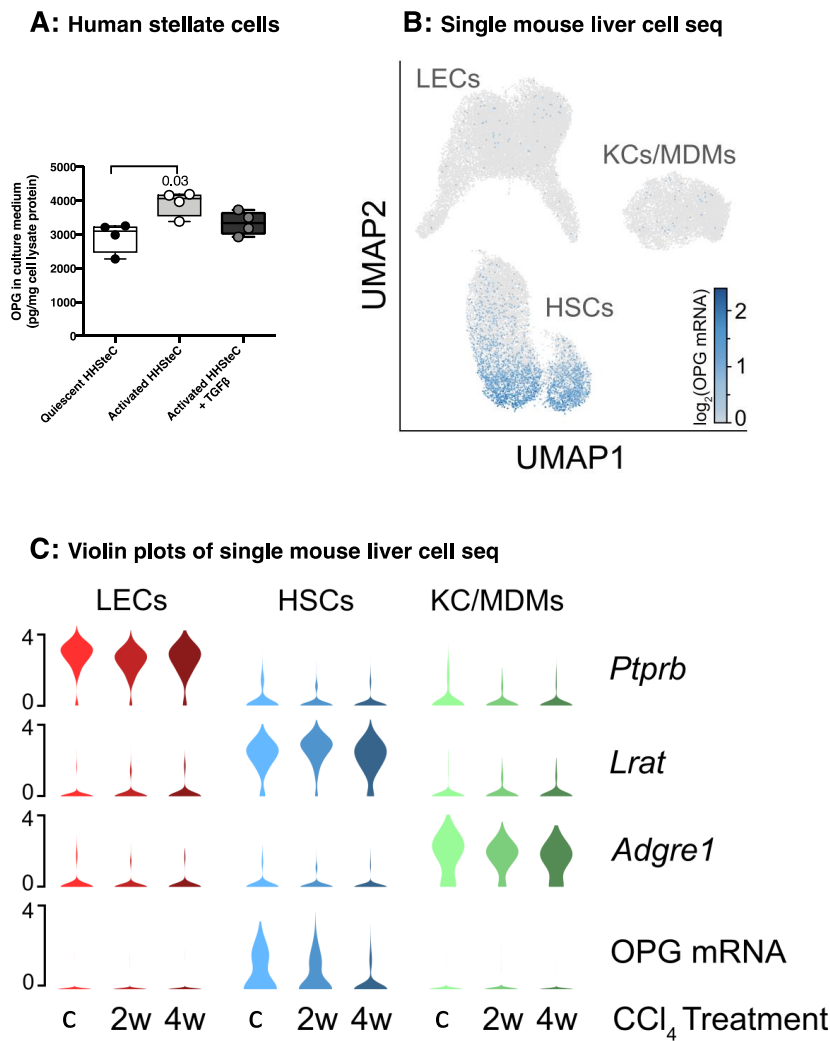 A: Human stellate cells
B: Single mouse liver cell seq
OPG in culture medium
(pg/mg cell lysate protein)
5000
4000
3000
2000
1000
0
0.03
Quiescent HHSteC
Activated HHSteC
Activated HHSteC
+ TGFβ
LECs
KCs/MDMs
HSCs
UMAP2
UMAP1
log2(OPG mRNA)
2
1
0
C: Violin plots of single mouse liver cell seq
LECs HSCs KC/MDMs
4
0
Ptprb
4
0
Lrat
4
0
Adgre1
4
0
OPG mRNA
c 2w 4w c 2w 4w c 2w 4w CCl4 Treatment